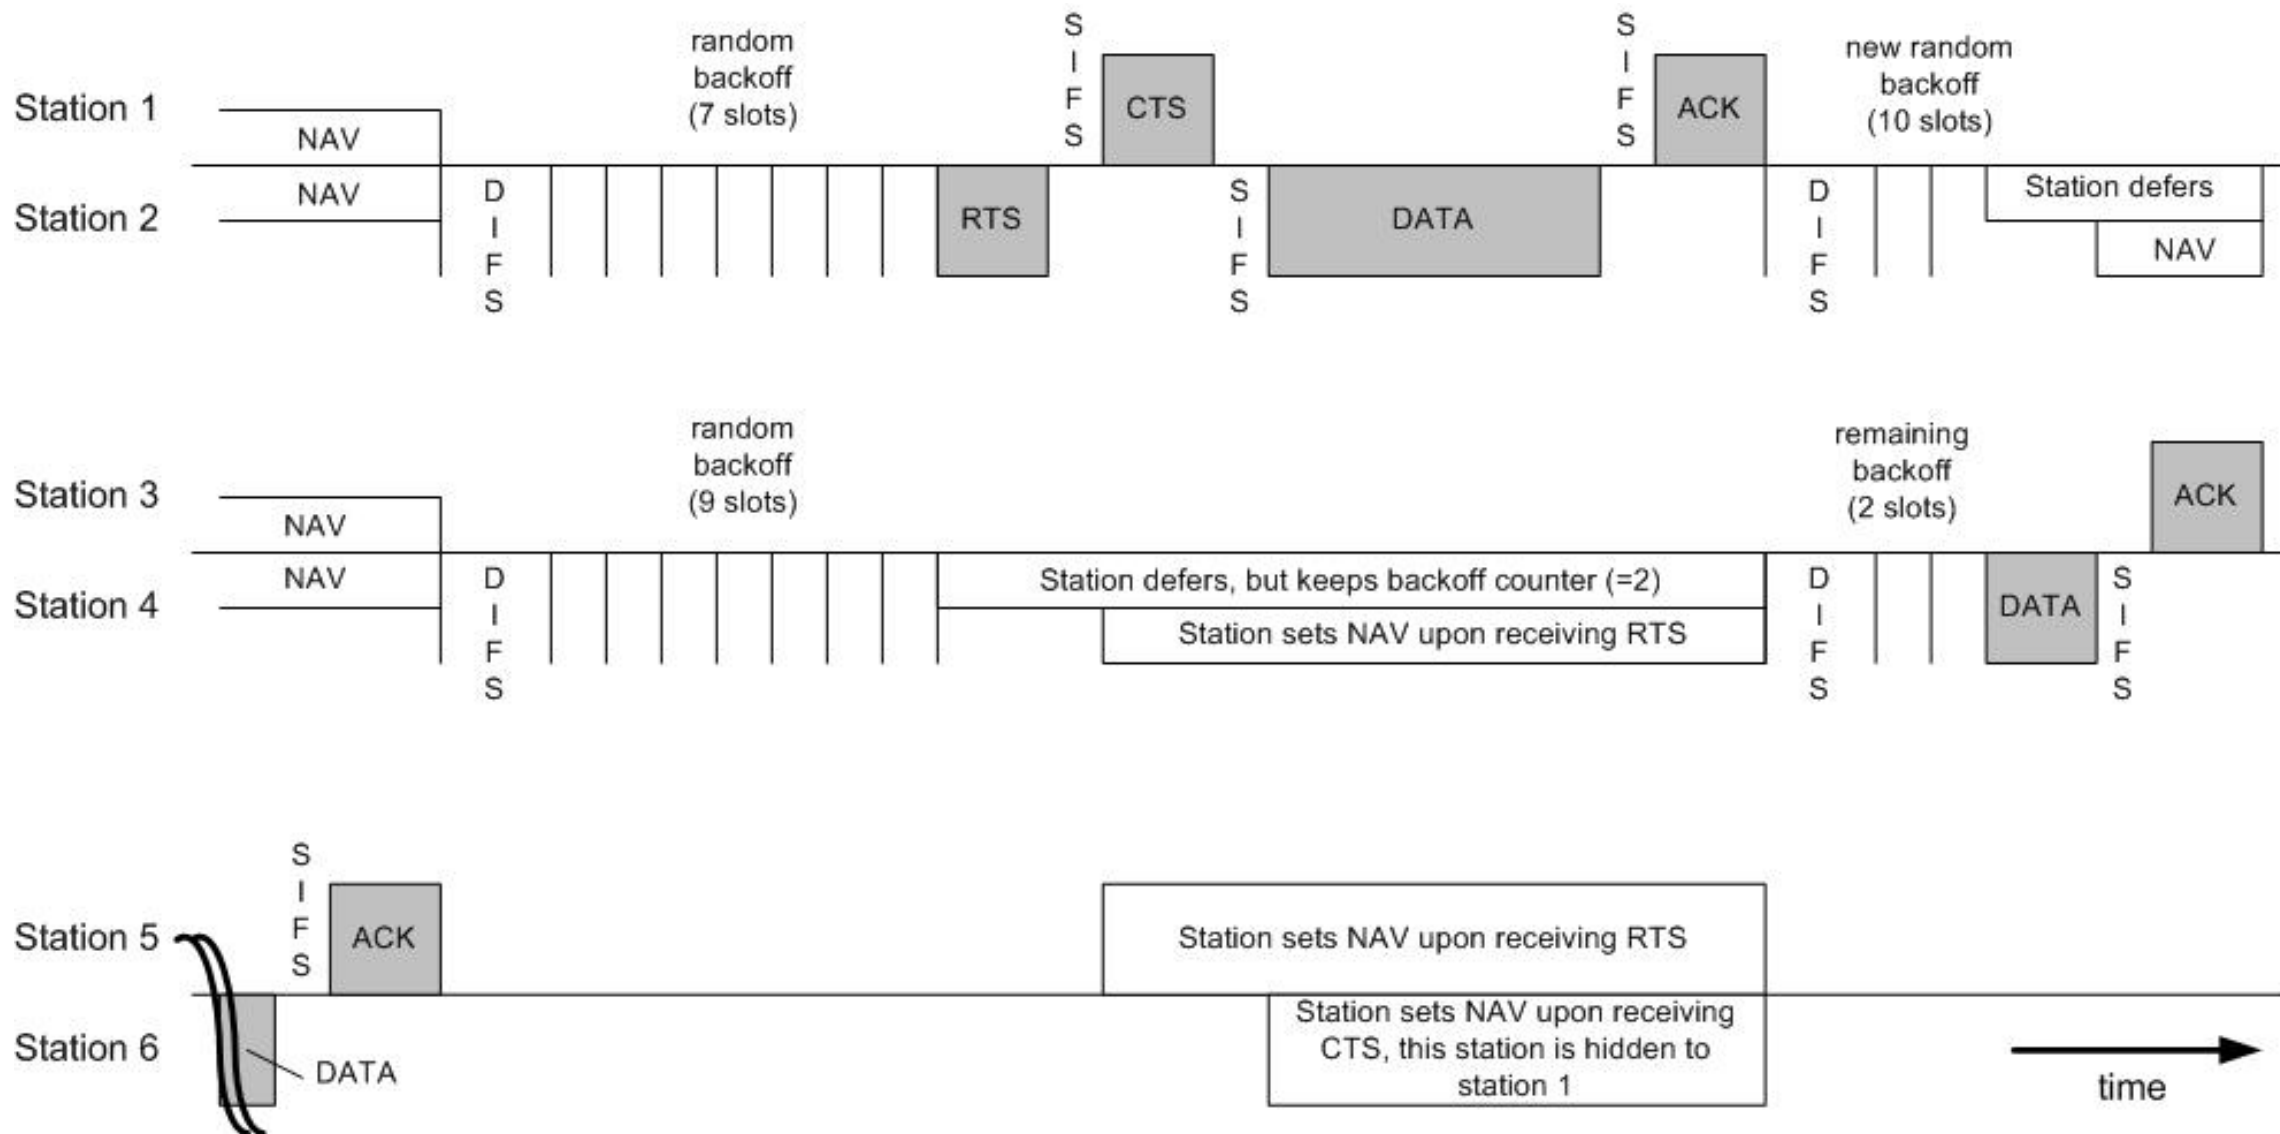 random
backoff
(7 slots)
S
I
F
S
CTS
S
I
F
S
ACK
new random
backoff
(10 slots)
Station 1
NAV
Station 2
NAV
D
I
F
S
RTS
S
I
F
S
DATA
D
I
F
S
Station defers
NAV
random
backoff
(9 slots)
remaining
backoff
(2 slots)
ACK
Station 3
NAV
Station 4
NAV
D
I
F
S
Station defers, but keeps backoff counter (=2)
Station sets NAV upon receiving RTS
D
I
F
S
DATA
S
I
F
S
Station 5
S
I
F
S
ACK
Station sets NAV upon receiving RTS
Station 6
DATA
Station sets NAV upon receiving
CTS, this station is hidden to
station 1
time